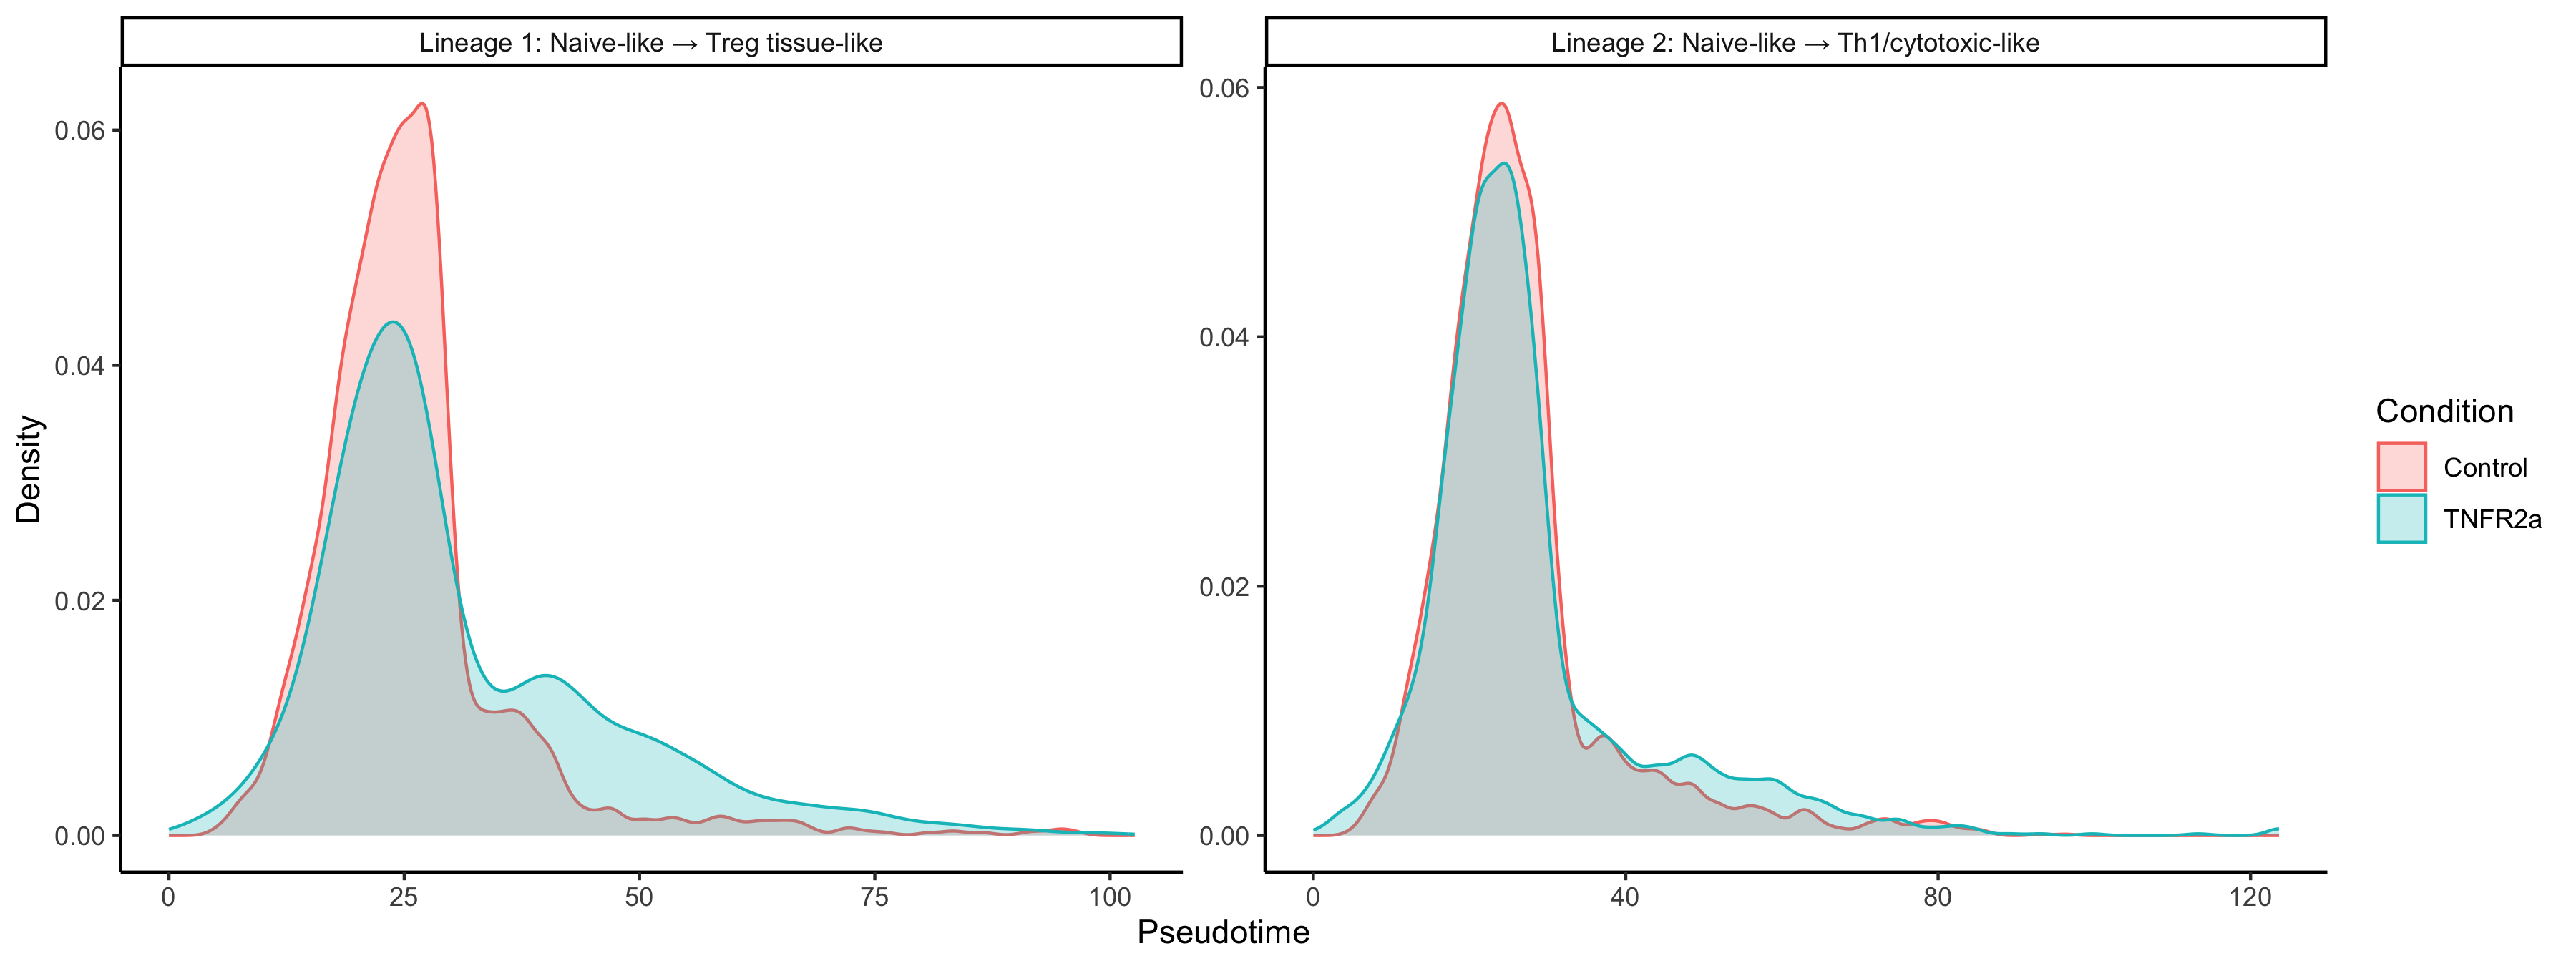 Lineage 1: Naive-like → Treg tissue-like
Lineage 2: Naive-like → Th1/cytotoxic-like
Density
0.06
0.04
0.02
0.00
0.06
0.04
0.02
0.00
0 25 50 75 100
0 40 80 120
Pseudotime
Condition
Control
TNFR2a